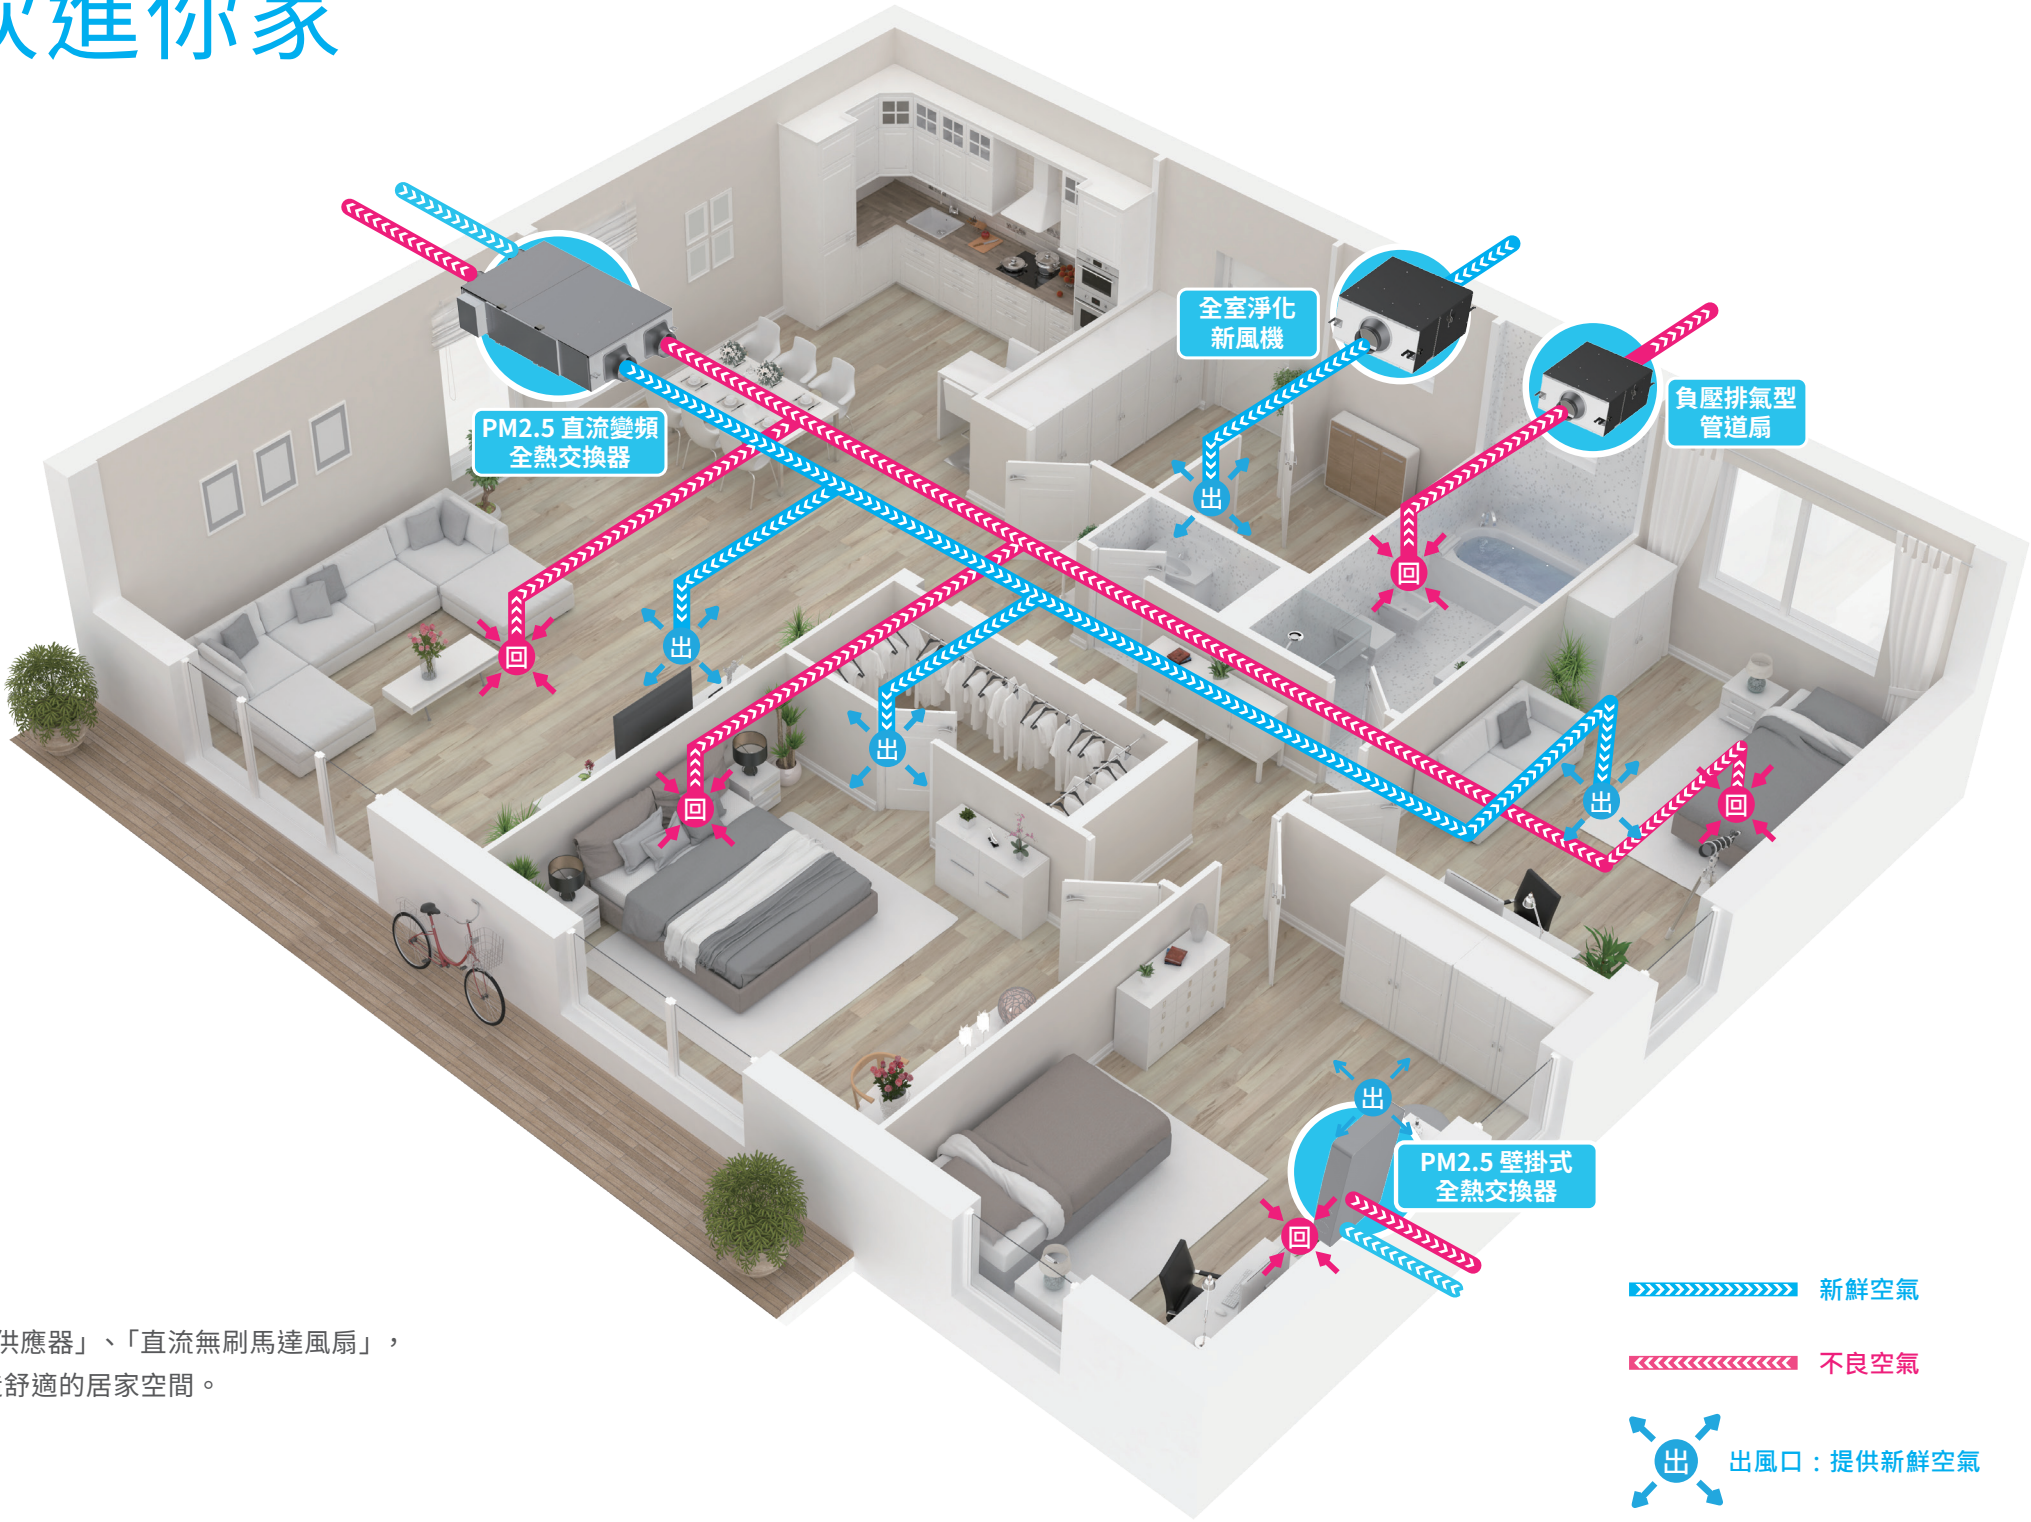 吹進你家
全室淨化
新風機
負壓排氣型
管道扇
PM2.5 直流變頻
全熱交換器
出
回
回
出
回
出
出
回
出
PM2.5 壁掛式
全熱交換器
回
新鮮空氣
供應器」、「直流無刷馬達風扇」，
不良空氣
舒適的居家空間。
出
出風口：提供新鮮空氣